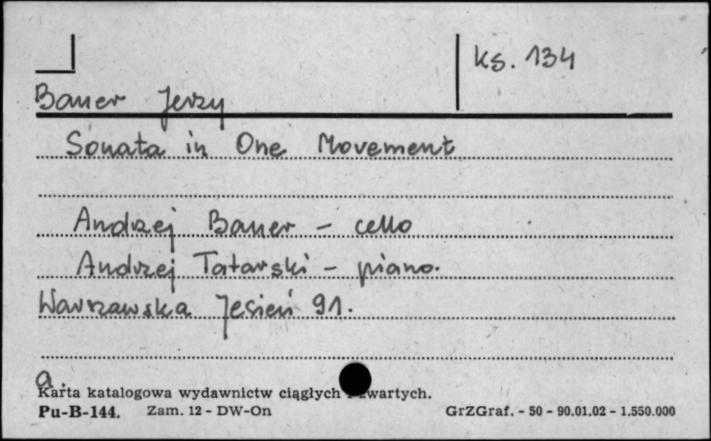 ks. 134
Bauer Jerzy
Sonata in One Movement
Andrzej Bauer - cello
Andrzej Tatarski - piano.
Warszawska Jesień 91.
a.
Karta katalogowa wydawnictw ciągłych zwartych.
Pu-B-144. Zam. 12 - DW-On GrZGraf. - 50 - 90.01.02 - 1.550.000